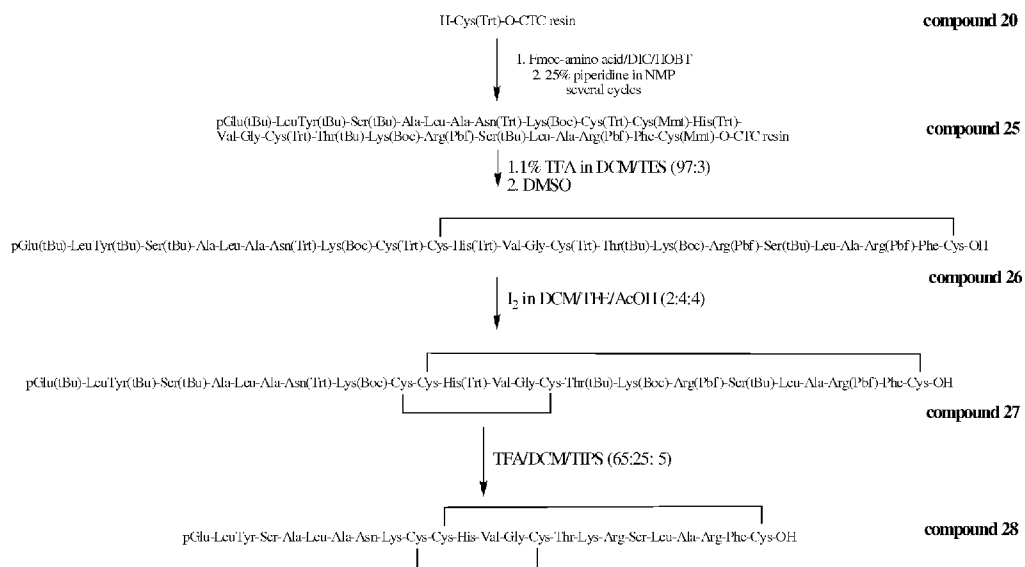 H-Cys(Trt)-O-CTC resin
compound 20
1. Fmoc-amino acid/DIC/HOBT
2. 25% piperidine in NMP
several cycles
pGlu(tBu)-LeuTyr(tBu)-Ser(tBu)-Ala-Leu-Ala-Asn(Trt)-Lys(Boc)-Cys(Trt)-Cys(Mmt)-His(Trt)-
Val-Gly-Cys(Trt)-Thr(tBu)-Lys(Boc)-Arg(Pbf)-Ser(tBu)-Leu-Ala-Arg(Pbf)-Phe-Cys(Mmt)-O-CTC resin
compound 25
1.1% TFA in DCM/TES (97:3)
2. DMSO
pGlu(tBu)-LeuTyr(tBu)-Ser(tBu)-Ala-Leu-Ala-Asn(Trt)-Lys(Boc)-Cys(Trt)-Cys-His(Trt)-Val-Gly-Cys(Trt)-Thr(tBu)-Lys(Boc)-Arg(Pbf)-Ser(tBu)-Leu-Ala-Arg(Pbf)-Phe-Cys-OH
compound 26
I2 in DCM/TFE/AcOH (2:4:4)
pGlu(tBu)-LeuTyr(tBu)-Ser(tBu)-Ala-Leu-Ala-Asn(Trt)-Lys(Boc)-Cys-Cys-His(Trt)-Val-Gly-Cys-Thr(tBu)-Lys(Boc)-Arg(Pbf)-Ser(tBu)-Leu-Ala-Arg(Pbf)-Phe-Cys-OH
compound 27
TFA/DCM/TIPS (65:25: 5)
pGlu-LeuTyr-Ser-Ala-Leu-Ala-Asn-Lys-Cys-Cys-His-Val-Gly-Cys-Thr-Lys-Arg-Ser-Leu-Ala-Arg-Phe-Cys-OH
compound 28